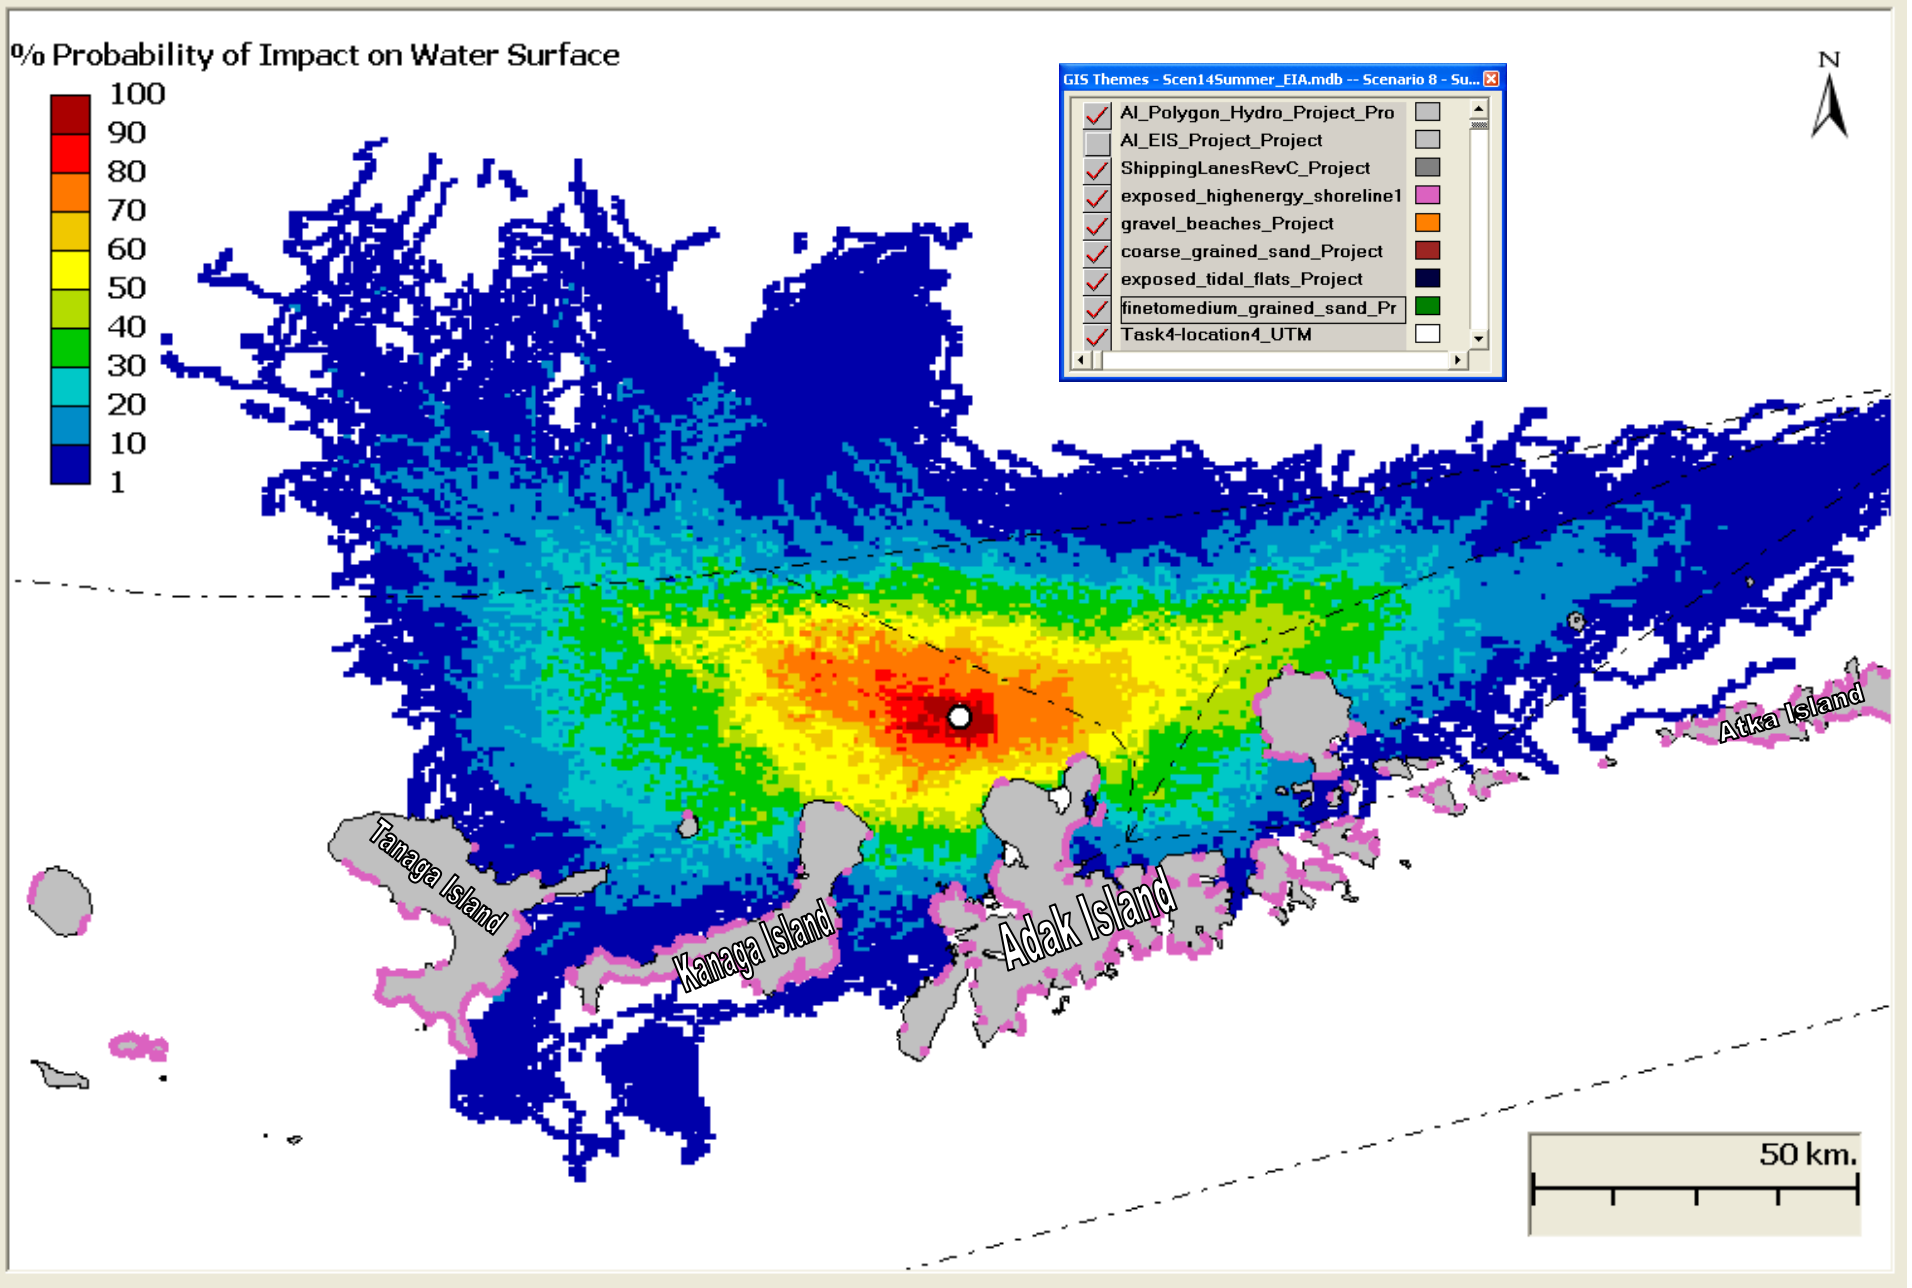 % Probability of Impact on Water Surface
100
90
80
70
60
50
40
30
20
10
1
GIS Themes - Scen14Summer_EIA.mdb -- Scenario 8 - Su...
AI_Polygon_Hydro_Project_Pro
AI_EIS_Project_Project
ShippingLanesRevC_Project
exposed_highenergy_shoreline1
gravel_beaches_Project
coarse_grained_sand_Project
exposed_tidal_flats_Project
finetomedium_grained_sand_Pr
Task4-location4_UTM
N
Atka Island
Tanaga Island
Kanaga Island
Adak Island
50 km.